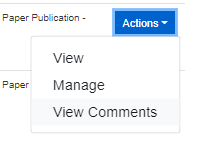 Paper Publication - Actions
View
Manage
View Comments
Paper